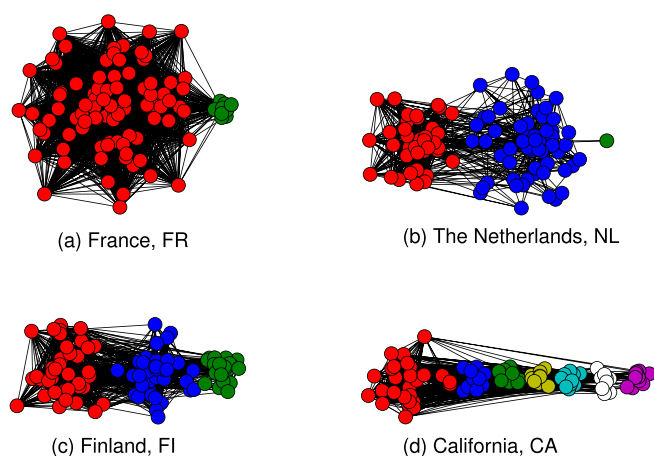 (a) France, FR
(b) The Netherlands, NL
(c) Finland, FI
(d) California, CA